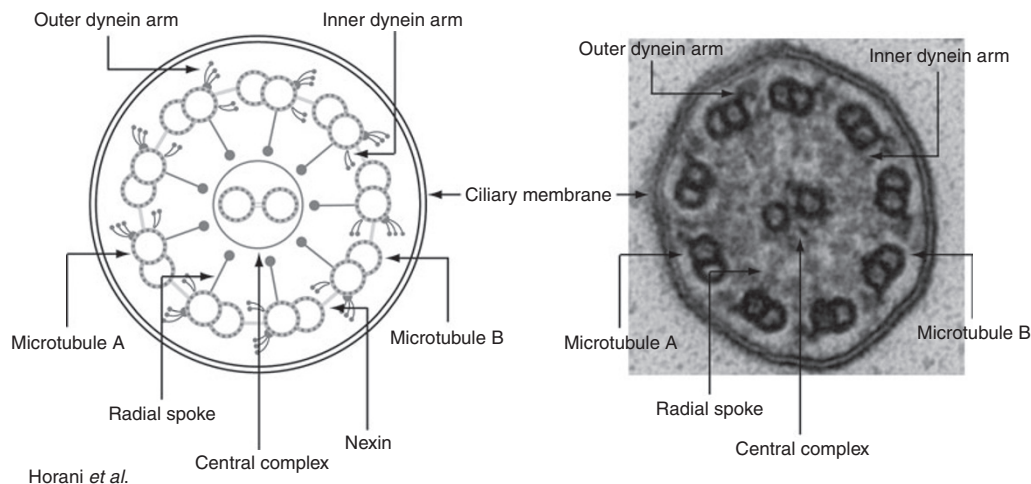 Outer dynein arm
Inner dynein arm
Microtubule A
Radial spoke
Central complex
Nexin
Microtubule B
Ciliary membrane
Outer dynein arm
Inner dynein arm
Microtubule A
Radial spoke
Central complex
Microtubule B
Horani et al.